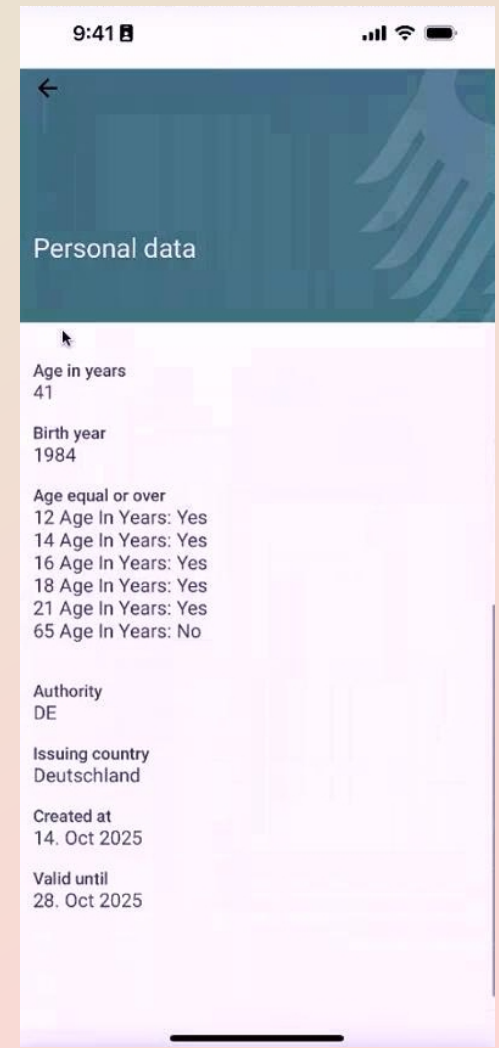 9:41
Personal data
Age in years
41
Birth year
1984
Age equal or over
12 Age In Years: Yes
14 Age In Years: Yes
16 Age In Years: Yes
18 Age In Years: Yes
21 Age In Years: Yes
65 Age In Years: No
Authority
DE
Issuing country
Deutschland
Created at
14. Oct 2025
Valid until
28. Oct 2025